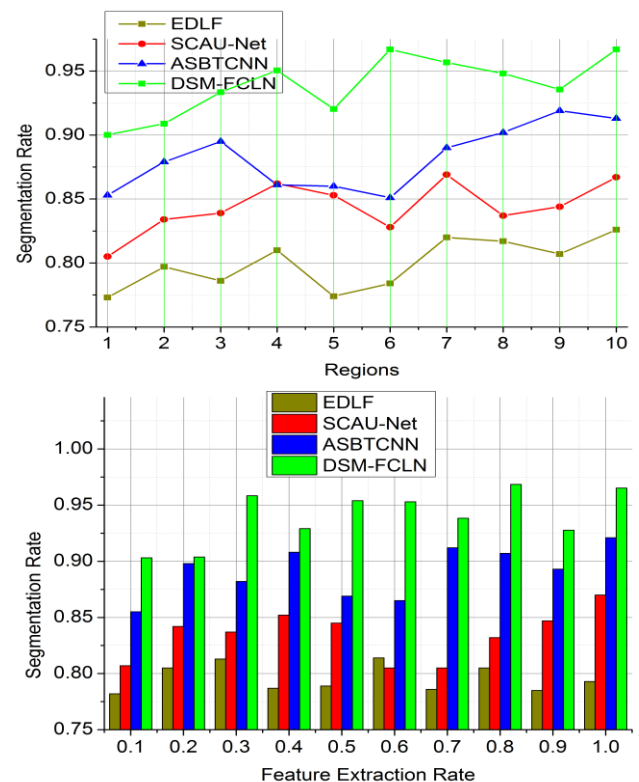 EDLF
SCAU-Net
ASBTCNN
DSM-FCLN
0.95
0.90
0.85
0.80
0.75
Segmentation Rate
1 2 3 4 5 6 7 8 9 10
Regions
EDLF
SCAU-Net
ASBTCNN
DSM-FCLN
1.00
0.95
0.90
0.85
0.80
0.75
Segmentation Rate
0.1 0.2 0.3 0.4 0.5 0.6 0.7 0.8 0.9 1.0
Feature Extraction Rate